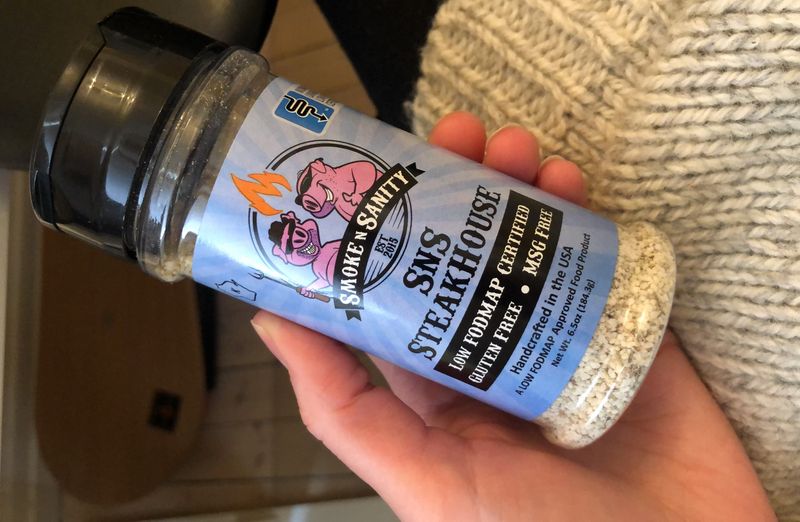 SMOKE N SANITY
EST
2015
SNS
STEAKHOUSE
LOW FODMAP CERTIFIED
GLUTEN FREE • MSG FREE
Handcrafted in the USA
A LOW FODMAP Approved Food Product
Net Wt. 6.5oz (184.3g)